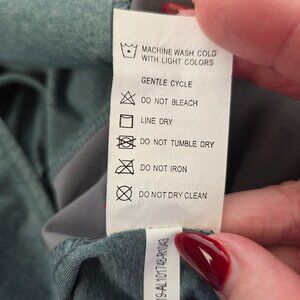 MACHINE WASH COLD
WITH LIGHT COLORS
GENTLE CYCLE
DO NOT BLEACH
LINE DRY
DO NOT TUMBLE DRY
DO NOT IRON
DO NOT DRY CLEAN